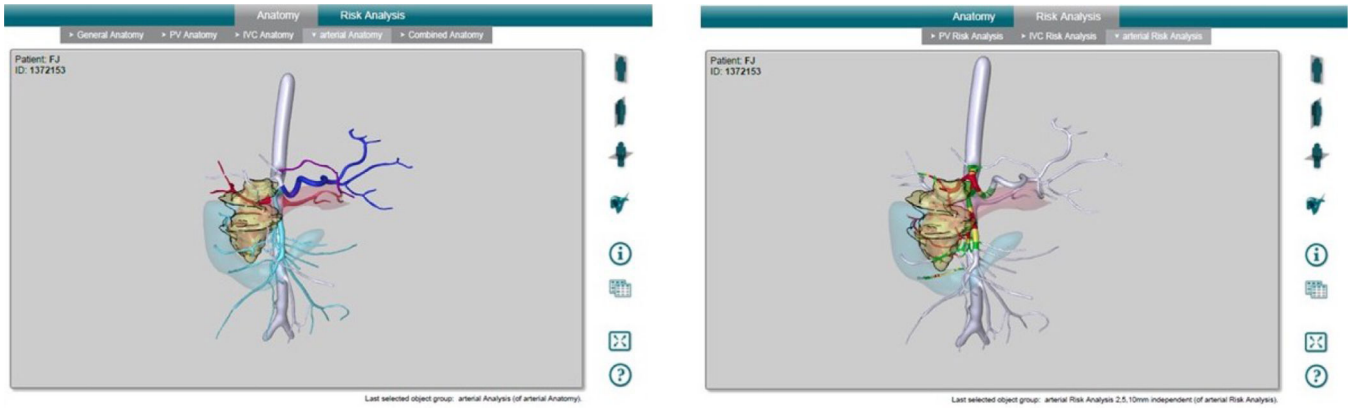 Anatomy Risk Analysis
▸ General Anatomy ▸ PV Anatomy ▸ IVC Anatomy ▾ arterial Anatomy ▸ Combined Anatomy
Patient: FJ
ID: 1372153
Last selected object group: arterial Analysis (of arterial Anatomy).
Anatomy Risk Analysis
▸ PV Risk Analysis ▸ IVC Risk Analysis ▾ arterial Risk Analysis
Patient: FJ
ID: 1372153
Last selected object group: arterial Risk Analysis 2,5,10mm independent (of arterial Risk Analysis).